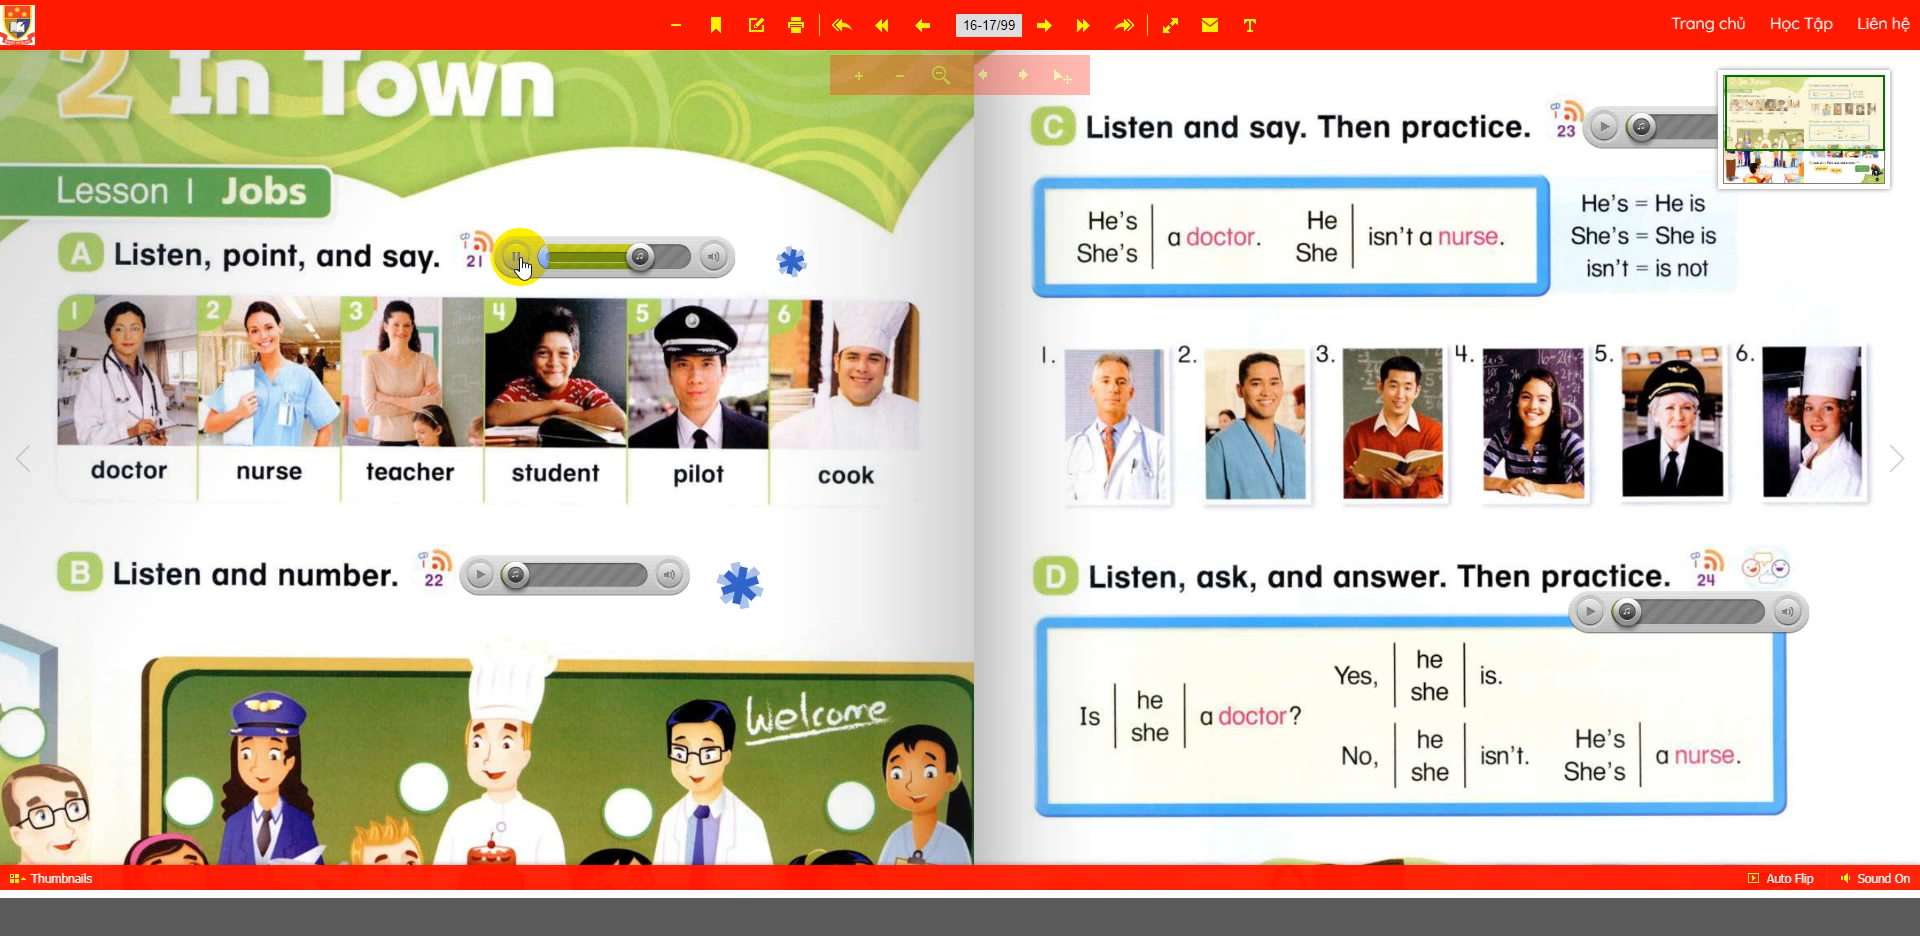 16-17/99
Trang chủ
Học Tập
Liên hệ
2 In Town
Lesson 1 Jobs
A Listen, point, and say.
21
1
2
3
4
5
6
doctor
nurse
teacher
student
pilot
cook
B Listen and number.
22
Welcome
C Listen and say. Then practice.
23
He's
She's
a doctor.
He
She
isn't a nurse.
He's = He is
She's = She is
isn't = is not
1.
2.
3.
4.
5.
6.
D Listen, ask, and answer. Then practice.
24
Is
he
she
a doctor?
Yes,
he
she
is.
No,
he
she
isn't.
He's
She's
a nurse.
Thumbnails
Auto Flip
Sound On